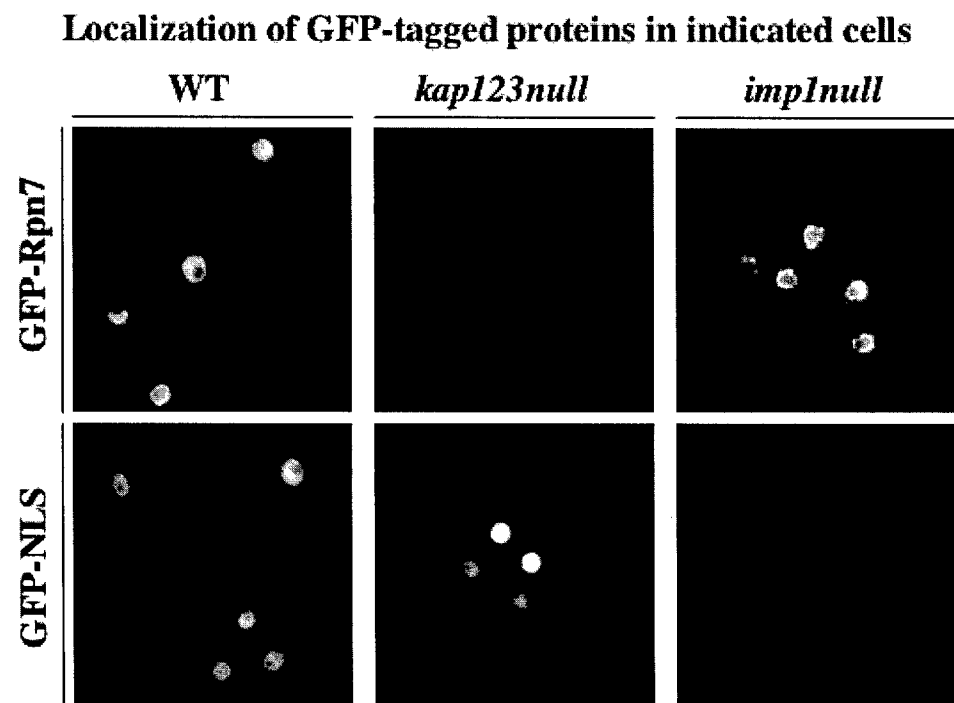 Localization of GFP-tagged proteins in indicated cells
WT
kap123null
imp1null
GFP-Rpn7
GFP-NLS